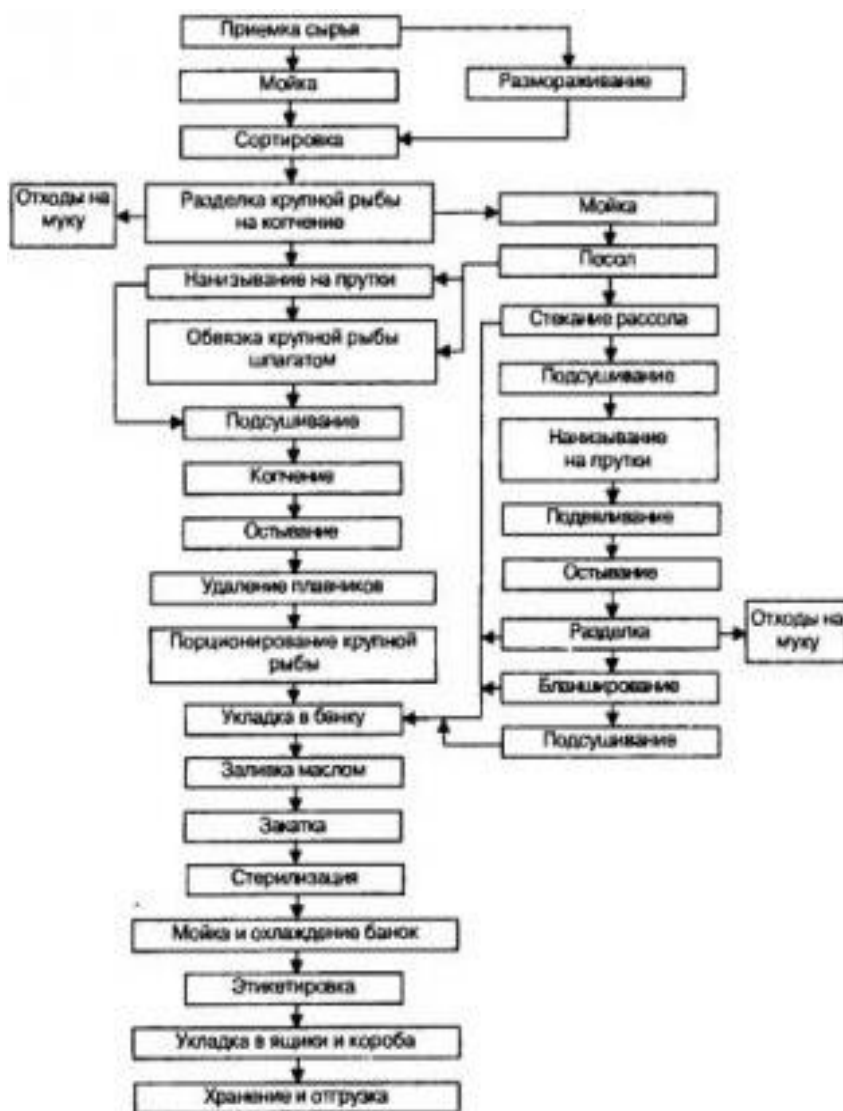 Приемка сырья
Мойка
Размораживание
Сортировка
Отходы на
муку
Разделка крупной рыбы
на копчение
Мойка
Нанизывание на прутки
Посол
Обвязка крупной рыбы
шпагатом
Стекание рассола
Подсушивание
Подсушивание
Нанизывание
на прутки
Копчение
Подвяливание
Остывание
Остывание
Удаление плавников
Разделка
Отходы на
муку
Порционирование крупной
рыбы
Бланширование
Укладка в банку
Подсушивание
Заливка маслом
Закатка
Стерилизация
Мойка и охлаждение банок
Этикетировка
Укладка в ящики и короба
Хранение и отгрузка